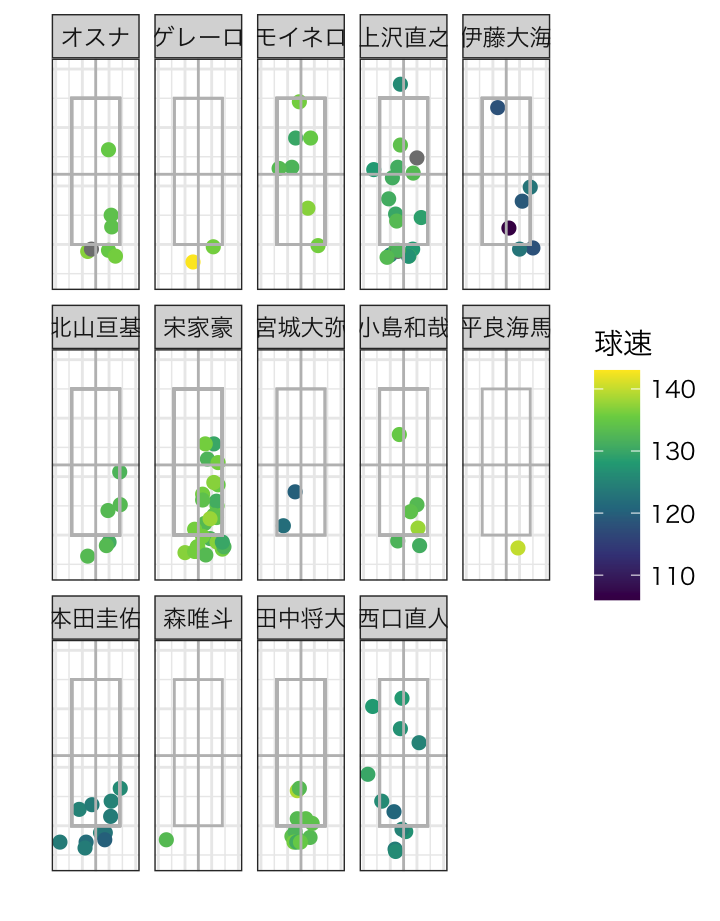 オスナ
ゲレーロ
モイネロ
上沢直之
伊藤大海
北山亘基
宋家豪
宮城大弥
小島和哉
平良海馬
本田圭佑
森唯斗
田中将大
西口直人
球速
140
130
120
110